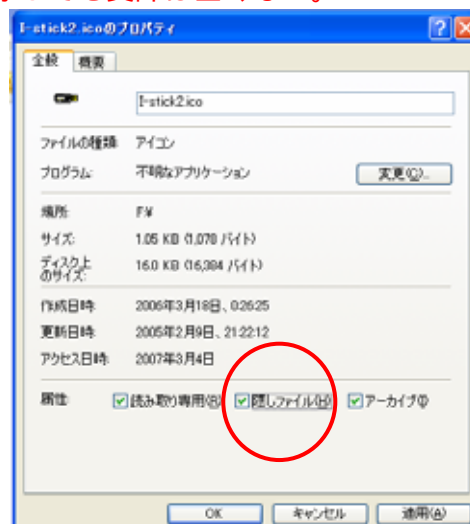 I-stick2.icoのプロパティ
全般 概要
I-stick2.ico
ファイルの種類: アイコン
プログラム: 不明なアプリケーション 変更(C)...
場所: F:¥
サイズ: 1.05 KB (1,078 バイト)
ディスク上
のサイズ: 16.0 KB (16,384 バイト)
作成日時: 2006年3月18日、0:26:25
更新日時: 2005年2月9日、21:22:12
アクセス日時: 2007年3月4日
属性: 読み取り専用(R) 隠しファイル(H) アーカイブ(I)
OK キャンセル 適用(A)